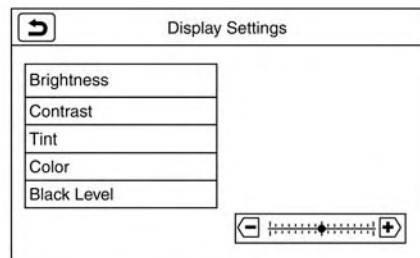 Display Settings
Brightness
Contrast
Tint
Color
Black Level